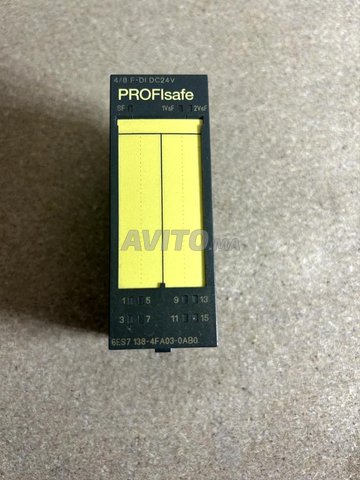 4/8 F-DI DC24V
PROFIsafe
SF 1VsF 2VsF
AVITO.MA
1 5 9 13
3 7 11 15
6ES7 138-4FA03-0AB0